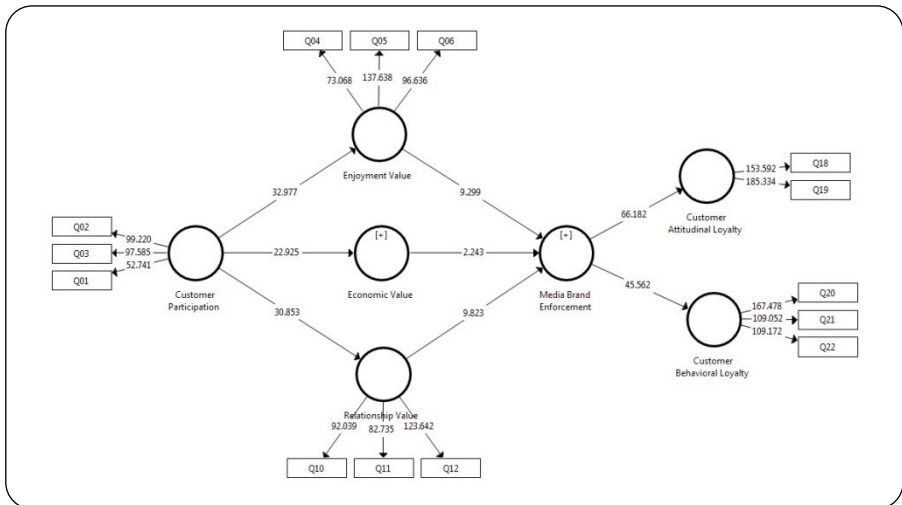 Q04
Q05
Q06
73.068
137.638
96.636
Enjoyment Value
32.977
9.299
Q02
Q03
Q01
99.220
97.585
52.741
Customer
Participation
22.925
[+]
Economic Value
2.243
[+]
Media Brand
Enforcement
30.853
9.823
Relationship Value
92.039
82.735
123.642
Q10
Q11
Q12
66.182
153.592
185.334
Q18
Q19
Customer
Attitudinal Loyalty
45.562
167.478
109.052
109.172
Q20
Q21
Q22
Customer
Behavioral Loyalty